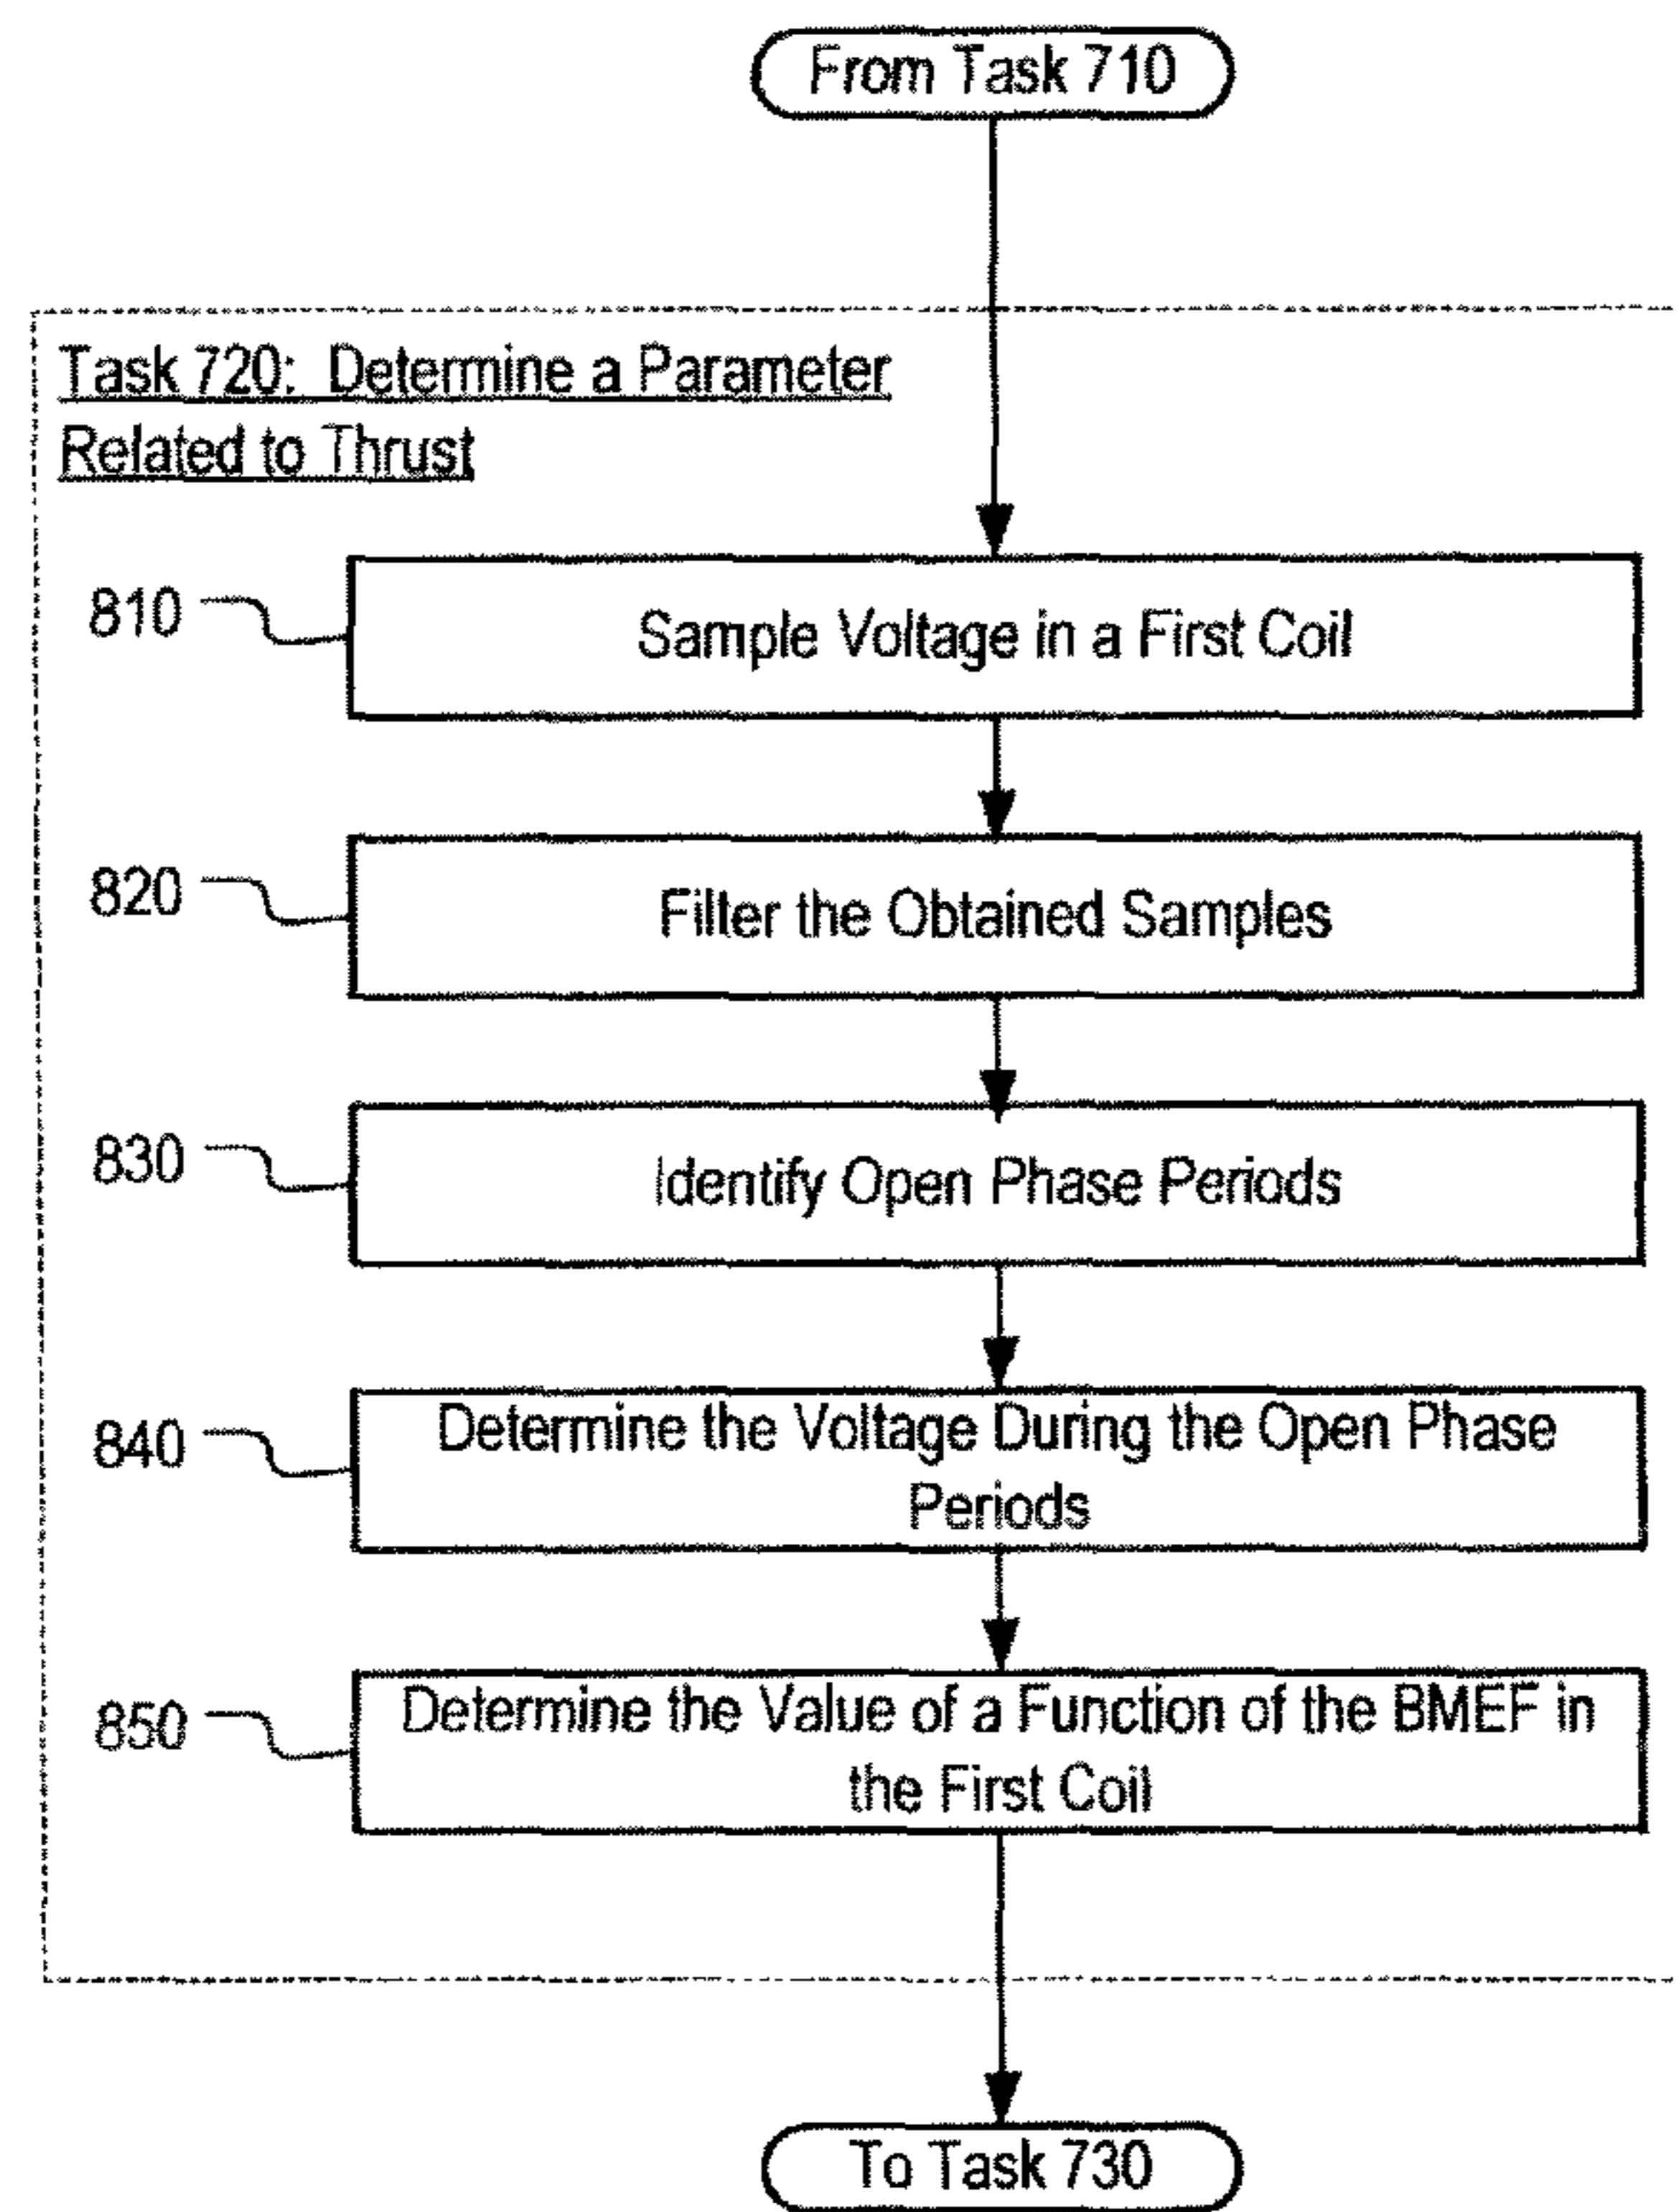 From Task 710
Task 720: Determine a Parameter
Related to Thrust
810
Sample Voltage in a First Coil
820
Filter the Obtained Samples
830
Identify Open Phase Periods
840
Determine the Voltage During the Open Phase
Periods
850
Determine the Value of a Function of the BMEF in
the First Coil
To Task 730